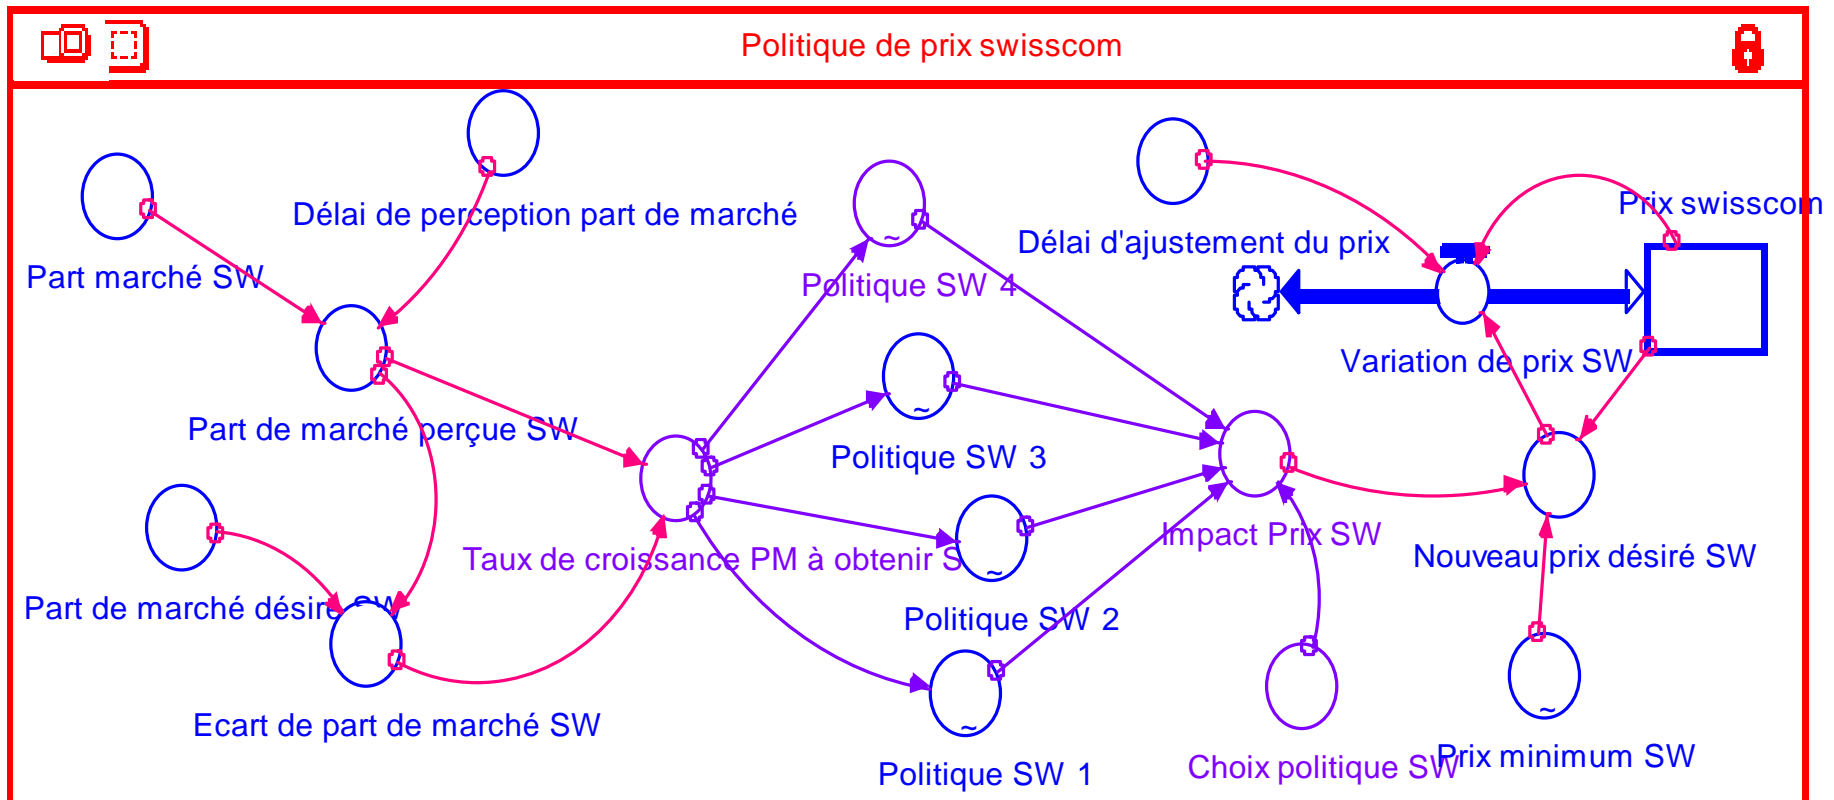 Politique de prix swisscom
Prix swisscom
Délai de perception part de marché
Délai d'ajustement du prix
Part marché SW
Politique SW 4
Variation de prix SW
Part de marché perçue SW
Politique SW 3
Impact Prix SW
Taux de croissance PM à obtenir S
Nouveau prix désiré SW
Part de marché désiré SW
Politique SW 2
Ecart de part de marché SW
Prix minimum SW
Choix politique SW
Politique SW 1